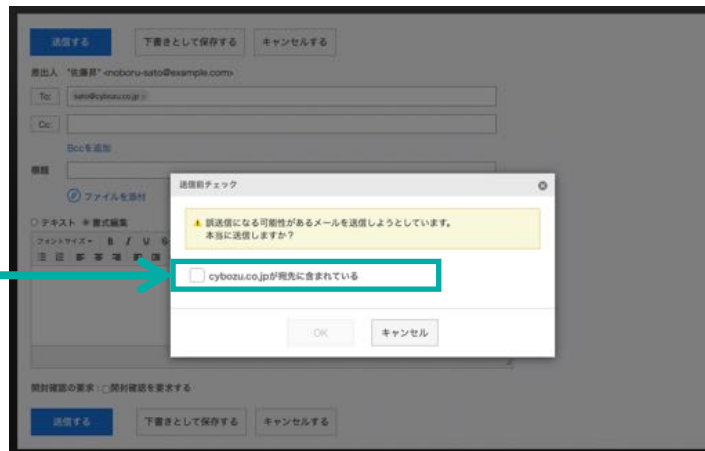 送信する 下書きとして保存する キャンセルする
差出人 "佐藤昇" <noboru-sato@example.com>
To: sato@cybozu.co.jp
Cc:
Bccを追加
標題
ファイルを添付
テキスト 書式編集
フォント サイズ B I U S
送信前チェック
誤送信になる可能性があるメールを送信しようとしています。
本当に送信しますか?
cybozu.co.jpが宛先に含まれている
OK キャンセル
開封確認の要求: 開封確認を要求する
送信する 下書きとして保存する キャンセルする